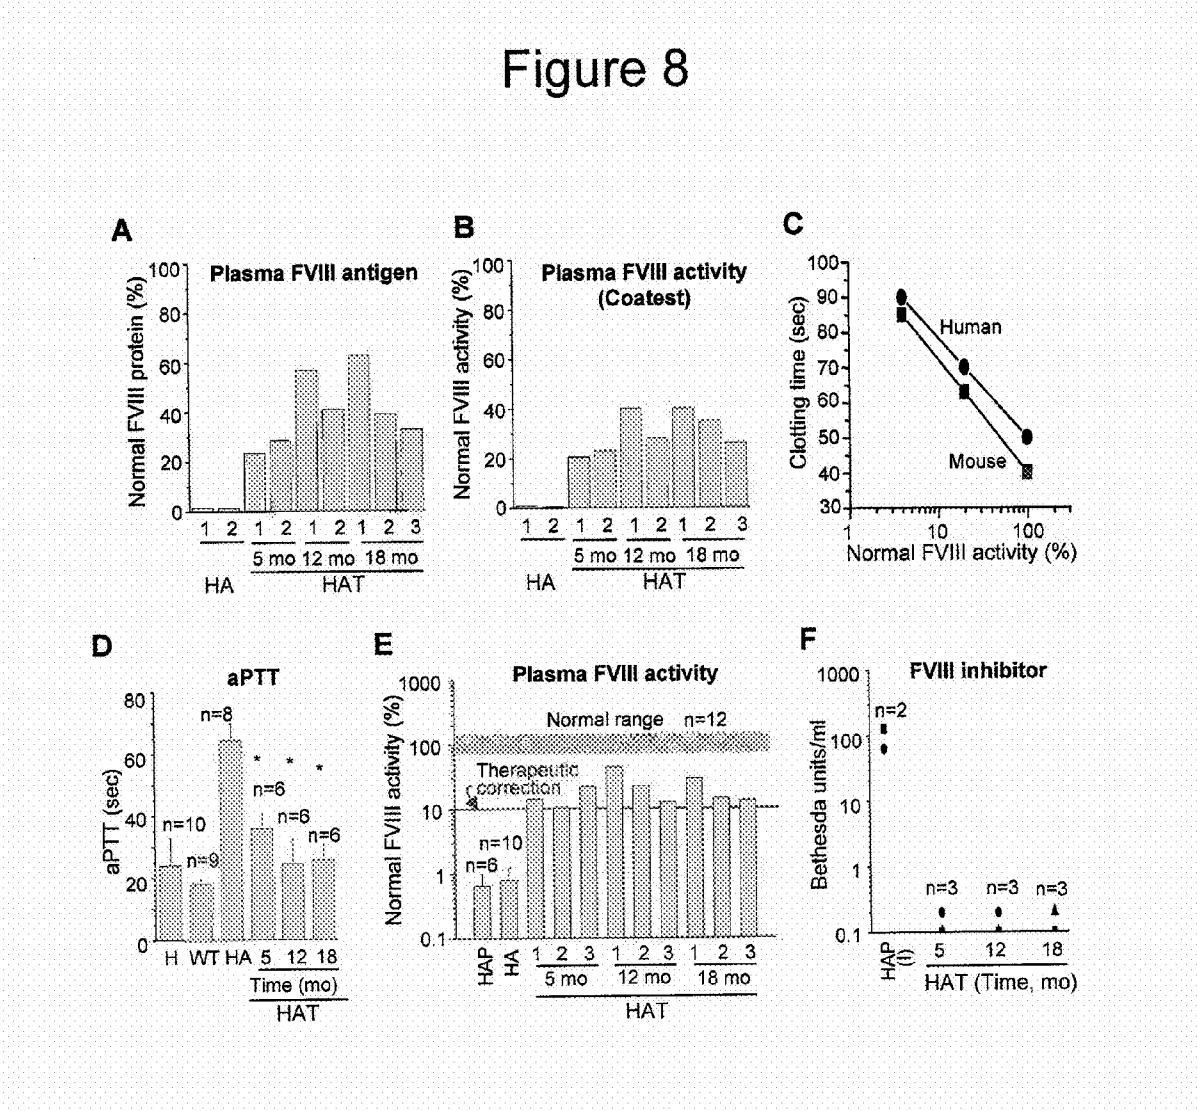 Figure 8
A
Plasma FVIII antigen
Normal FVIII protein (%)
100
80
60
40
20
0
1 2 1 2 1 2 1 2 3
5 mo 12 mo 18 mo
HA HAT
B
Plasma FVIII activity
(Coatest)
Normal FVIII activity (%)
100
80
60
40
20
0
1 2 1 2 1 2 1 2 3
5 mo 12 mo 18 mo
HA HAT
C
Clotting time (sec)
100
90
80
70
60
50
40
30
Human
Mouse
1 10 100
Normal FVIII activity (%)
D
aPTT
aPTT (sec)
80
60
40
20
0
n=8
* * *
n=6
n=10 n=6
n=6
n=9
H WT HA 5 12 18
Time (mo)
HAT
E
Plasma FVIII activity
Normal FVIII activity (%)
1000
100
10
1
0.1
Normal range n=12
Therapeutic
correction
n=10
n=6
HAP HA 1 2 3 1 2 3 1 2 3
5 mo 12 mo 18 mo
HAT
F
FVIII inhibitor
Bethesda units/ml
1000
100
10
1
0.1
n=2
n=3 n=3 n=3
HAP
(I)
5 12 18
HAT (Time, mo)